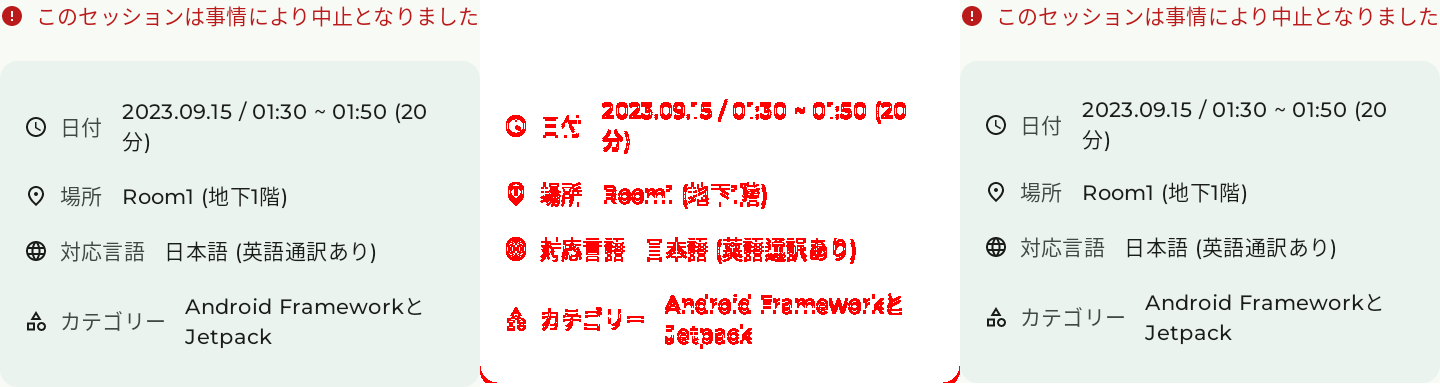 このセッションは事情により中止となりました
日付 2023.09.15 / 01:30 ~ 01:50 (20
分)
場所 Room1 (地下1階)
対応言語 日本語 (英語通訳あり)
カテゴリー Android Frameworkと
Jetpack
日付 2023.09.15 / 01:30 ~ 01:50 (20
分)
場所 Room1 (地下1階)
対応言語 日本語 (英語通訳あり)
カテゴリー Android Frameworkと
Jetpack
このセッションは事情により中止となりました
日付 2023.09.15 / 01:30 ~ 01:50 (20
分)
場所 Room1 (地下1階)
対応言語 日本語 (英語通訳あり)
カテゴリー Android Frameworkと
Jetpack